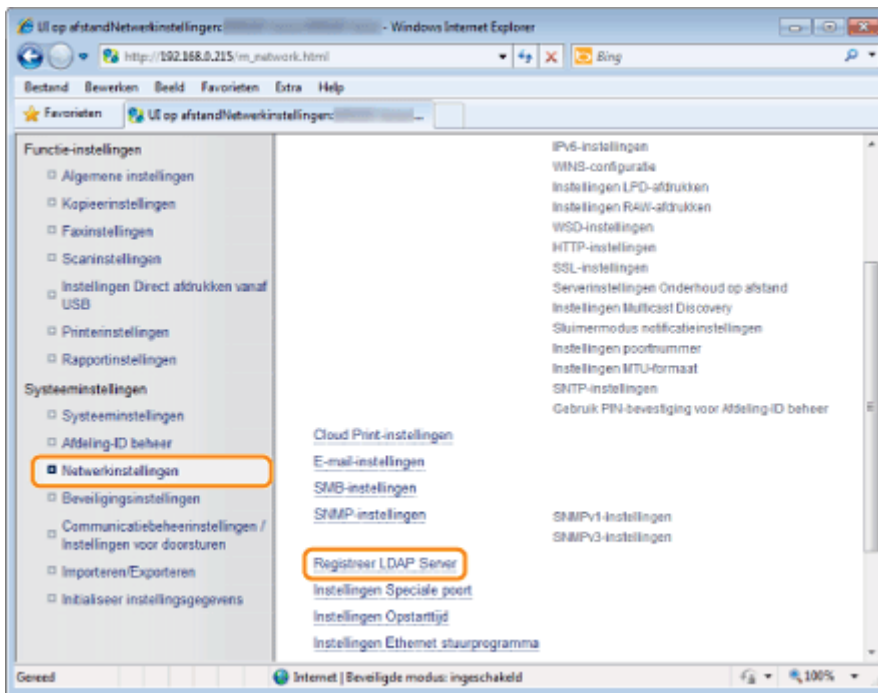 UI op afstandNetwerkinstellingen: - Windows Internet Explorer
http://192.168.0.215/m_network.html
Bing
Bestand Bewerken Beeld Favorieten Extra Help
Favorieten UI op afstandNetwerkinstellingen: ...
Functie-instellingen
Algemene instellingen
Kopieerinstellingen
Faxinstellingen
Scaninstellingen
Instellingen Direct afdrukken vanaf
USB
Printerinstellingen
Rapportinstellingen
Systeeminstellingen
Systeeminstellingen
Afdeling-ID beheer
Netwerkinstellingen
Beveiligingsinstellingen
Communicatiebeheerinstellingen /
Instellingen voor doorsturen
Importeren/Exporteren
Initialiseer instellingsgegevens
IPv6-instellingen
WINS-configuratie
Instellingen LPD-afdrukken
Instellingen RAW-afdrukken
WSD-instellingen
HTTP-instellingen
SSL-instellingen
Serverinstellingen Onderhoud op afstand
Instellingen Multicast Discovery
Sluimermodus notificatieinstellingen
Instellingen poortnummer
Instellingen MTU-formaat
SNTP-instellingen
Gebruik PIN-bevestiging voor Afdeling-ID beheer
Cloud Print-instellingen
E-mail-instellingen
SMB-instellingen
SNMP-instellingen
SNMPv1-instellingen
SNMPv3-instellingen
Registreer LDAP Server
Instellingen Speciale poort
Instellingen Opstarttijd
Instellingen Ethernet stuurprogramma
Gereed Internet | Beveiligde modus: ingeschakeld 100%